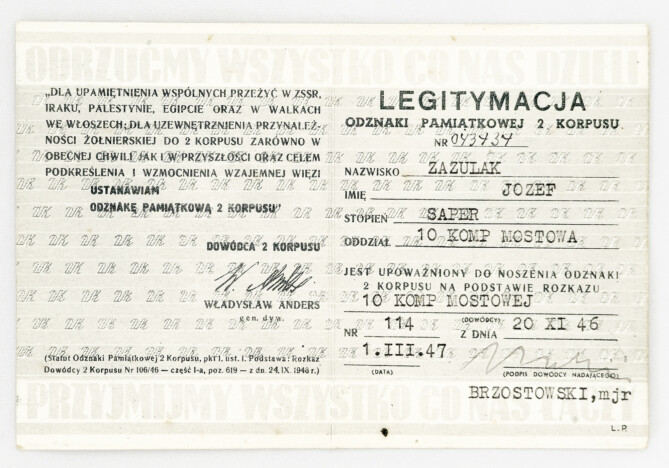 ODRZUĆMY WSZYSTKO CO NAS DZIELI
„DLA UPAMIĘTNIENIA WSPÓLNYCH PRZEŻYĆ W ZSSR,
IRAKU, PALESTYNIE, EGIPCIE ORAZ W WALKACH
WE WŁOSZECH; DLA UZEWNĘTRZNIENIA PRZYNALEŻ-
NOŚCI ŻOŁNIERSKIEJ DO 2 KORPUSU ZARÓWNO W
OBECNEJ CHWILI JAK I W PRZYSZŁOŚCI ORAZ CELEM
PODKREŚLENIA I WZMOCNIENIA WZAJEMNEJ WIĘZI
USTANAWIAM
ODZNAKĘ PAMIĄTKOWĄ 2 KORPUSU"
DOWÓDCA 2 KORPUSU
WŁADYSŁAW ANDERS
gen. dyw.
(Statut Odznaki Pamiątkowej 2 Korpusu, pkt 1. ust. 1. Podstawa: Rozkaz
Dowódcy 2 Korpusu Nr 106/46 – część I-a, poz. 619 – z dn. 24. IX. 1946 r.)
PRZYJMIJMY WSZYSTKO CO NAS ŁĄCZY
LEGITYMACJA
ODZNAKI PAMIĄTKOWEJ 2 KORPUSU
NR 043434
NAZWISKO ZAZULAK
IMIĘ JOZEF
STOPIEŃ SAPER
ODDZIAŁ 10 KOMP MOSTOWA
JEST UPOWAŻNIONY DO NOSZENIA ODZNAKI
2 KORPUSU NA PODSTAWIE ROZKAZU
10 KOMP MOSTOWEJ
(DOWÓDCY)
NR 114 Z DNIA 20 XI 46
1.III.47
(DATA) (PODPIS DOWÓDCY NADAJĄCEGO)
BRZOSTOWSKI, mjr
L.P.